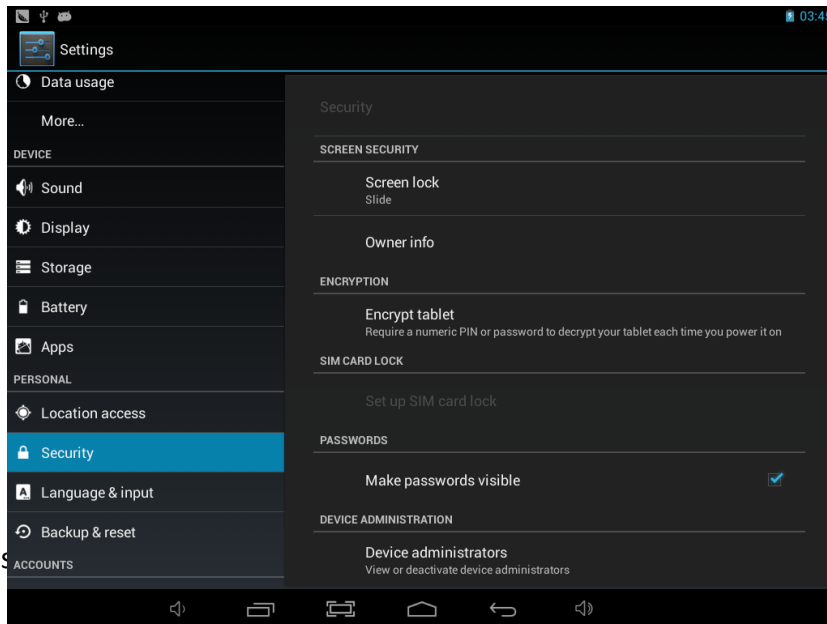 03:45
Settings
Data usage
More...
DEVICE
Sound
Display
Storage
Battery
Apps
PERSONAL
Location access
Security
Language & input
Backup & reset
ACCOUNTS
Security
SCREEN SECURITY
Screen lock
Slide
Owner info
ENCRYPTION
Encrypt tablet
Require a numeric PIN or password to decrypt your tablet each time you power it on
SIM CARD LOCK
Set up SIM card lock
PASSWORDS
Make passwords visible
DEVICE ADMINISTRATION
Device administrators
View or deactivate device administrators